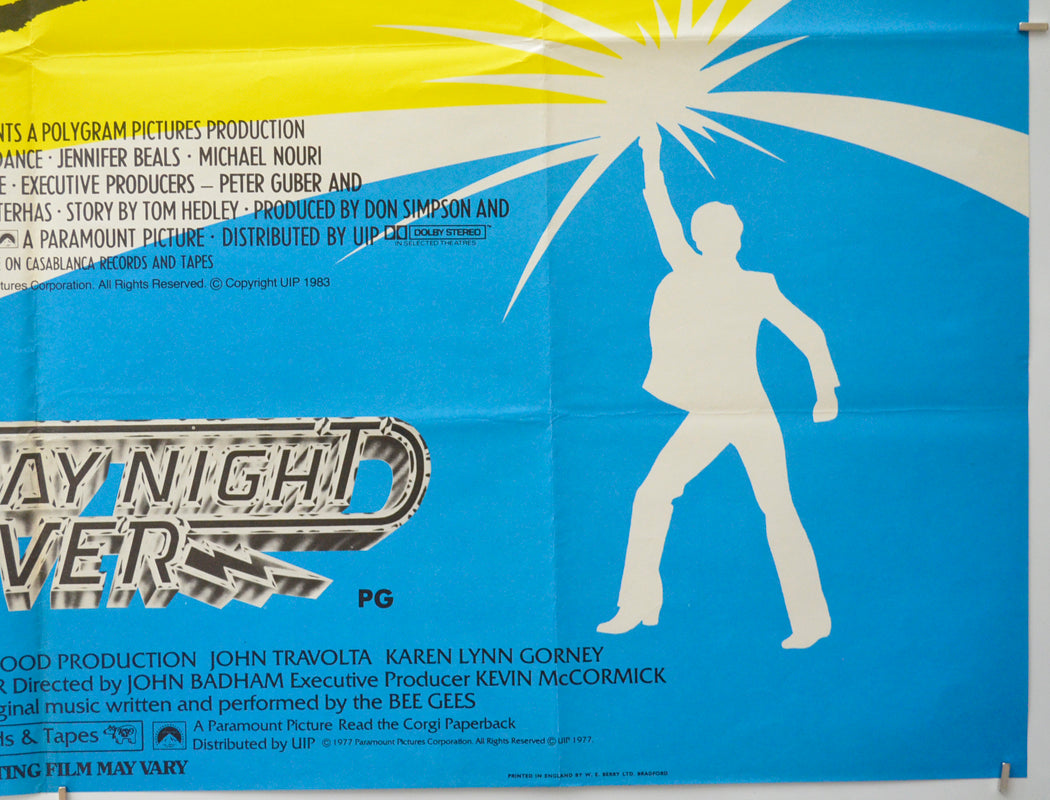 NTS A POLYGRAM PICTURES PRODUCTION
DANCE · JENNIFER BEALS · MICHAEL NOURI
E · EXECUTIVE PRODUCERS – PETER GUBER AND
TERHAS · STORY BY TOM HEDLEY · PRODUCED BY DON SIMPSON AND
A PARAMOUNT PICTURE · DISTRIBUTED BY UIP DOLBY STEREO™
IN SELECTED THEATRES
ON CASABLANCA RECORDS AND TAPES
tures Corporation. All Rights Reserved. © Copyright UIP 1983
AY NIGHT
VER
PG
OOD PRODUCTION JOHN TRAVOLTA KAREN LYNN GORNEY
R Directed by JOHN BADHAM Executive Producer KEVIN McCORMICK
ginal music written and performed by the BEE GEES
ds & Tapes
A Paramount Picture Read the Corgi Paperback
Distributed by UIP © 1977 Paramount Pictures Corporation. All Rights Reserved © UIP 1977.
TING FILM MAY VARY
PRINTED IN ENGLAND BY W. E. BERRY LTD. BRADFORD